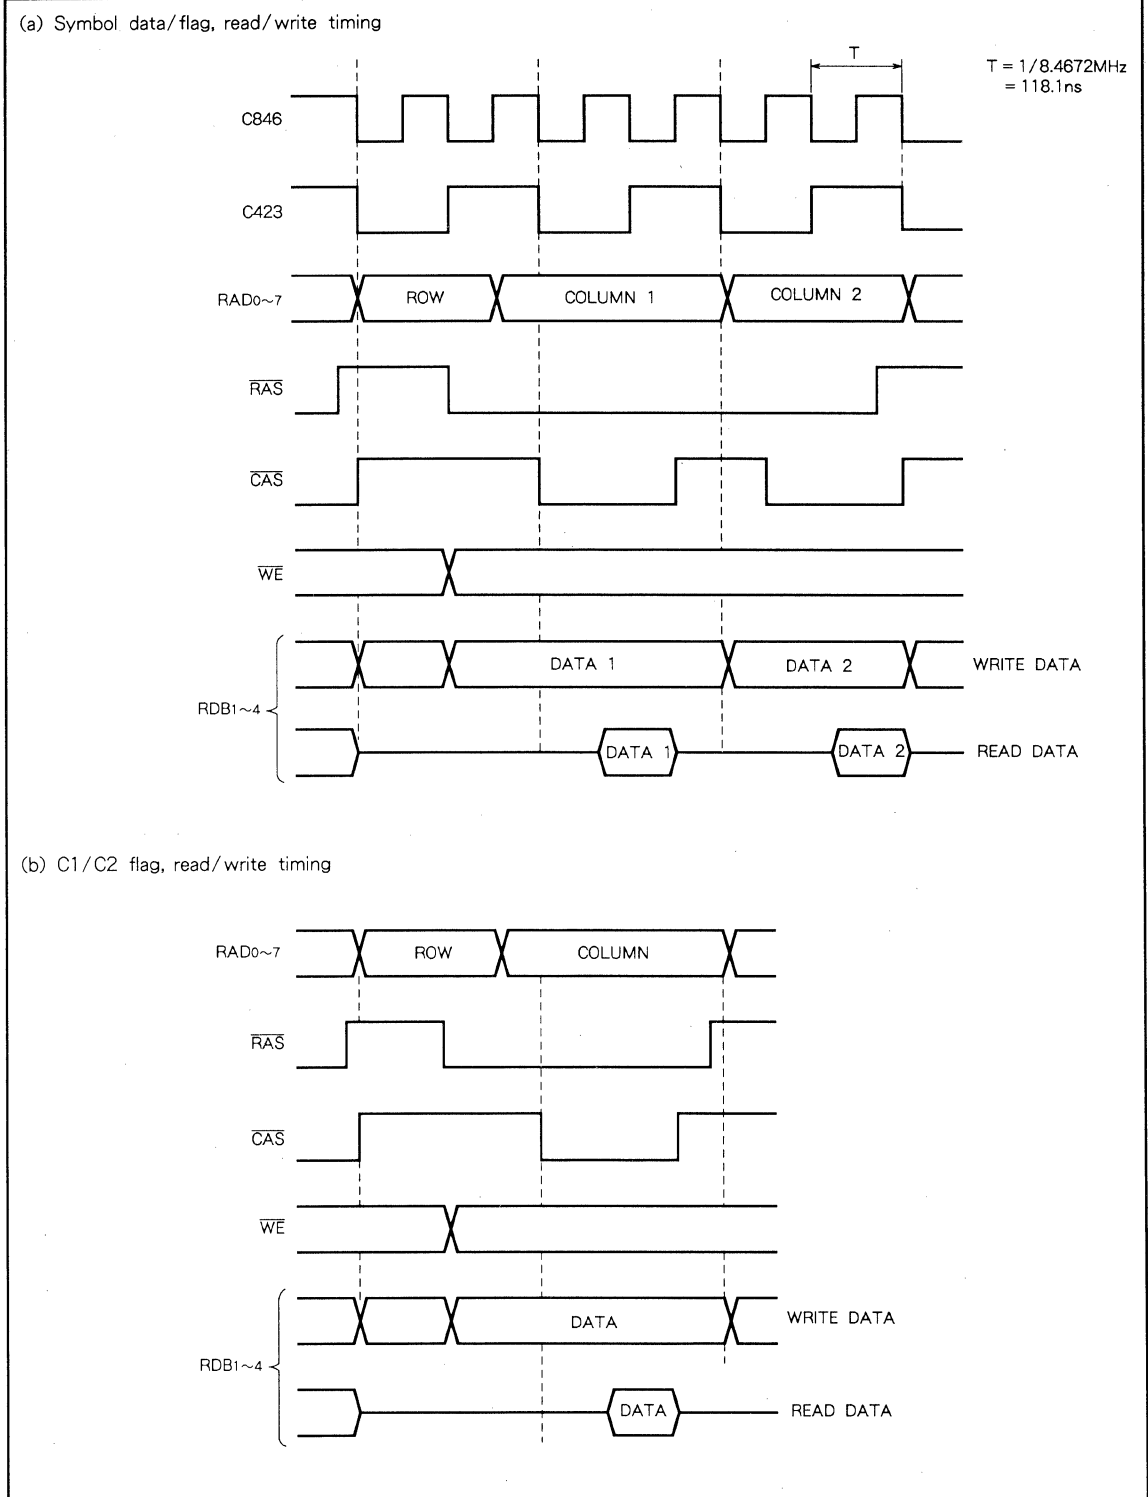 (a) Symbol data/flag, read/write timing
T
T = 1/8.4672MHz
= 118.1ns
C846
C423
RAD0~7
ROW
COLUMN 1
COLUMN 2
RAS
CAS
WE
DATA 1
DATA 2
WRITE DATA
RDB1~4
DATA 1
DATA 2
READ DATA
(b) C1/C2 flag, read/write timing
RAD0~7
ROW
COLUMN
RAS
CAS
WE
DATA
WRITE DATA
RDB1~4
DATA
READ DATA